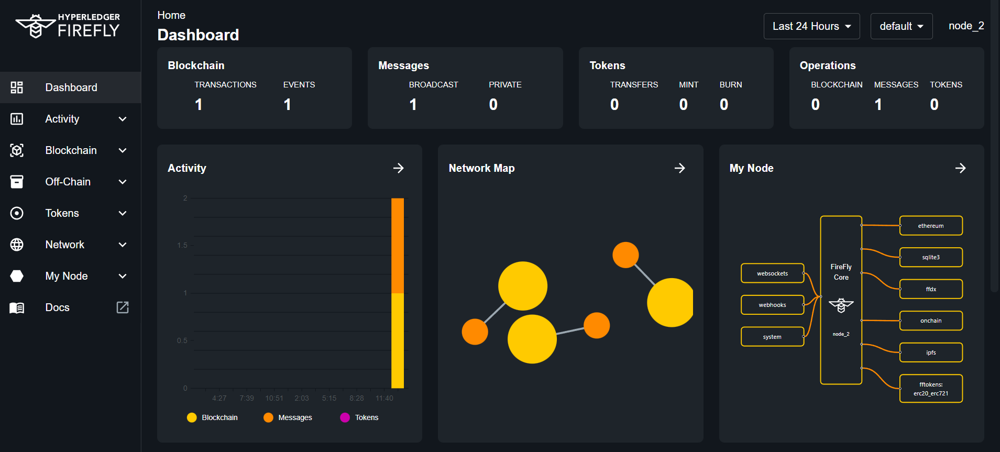 HYPERLEDGER
FIREFLY
Dashboard
Activity
Blockchain
Off-Chain
Tokens
Network
My Node
Docs
Home
Dashboard
Last 24 Hours
default
node_2
Blockchain
TRANSACTIONS EVENTS
1 1
Messages
BROADCAST PRIVATE
1 0
Tokens
TRANSFERS MINT BURN
0 0 0
Operations
BLOCKCHAIN MESSAGES TOKENS
0 1 0
Activity
2
1.5
1
0.5
0
4:27 7:39 10:51 2:03 5:15 8:28 11:40
Blockchain Messages Tokens
Network Map
My Node
websockets
webhooks
system
FireFly
Core
node_2
ethereum
sqlite3
ffdx
onchain
ipfs
fftokens:
erc20_erc721